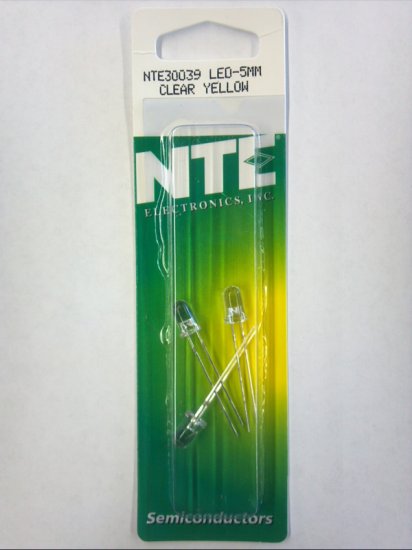 NTE30039 LED-5MM
CLEAR YELLOW
NTE
ELECTRONICS, INC.
Semiconductors